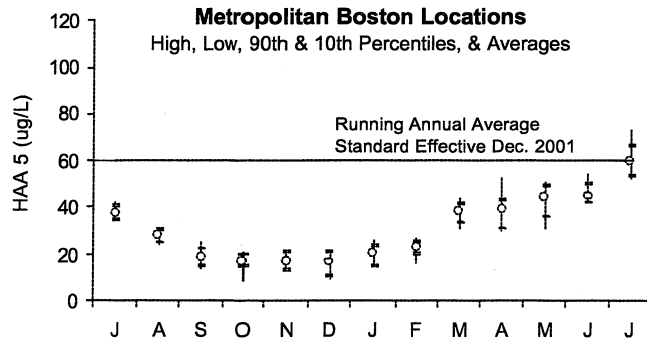 Metropolitan Boston Locations
High, Low, 90th & 10th Percentiles, & Averages
HAA 5 (ug/L)
120
100
80
60
40
20
0
Running Annual Average
Standard Effective Dec. 2001
J A S O N D J F M A M J J